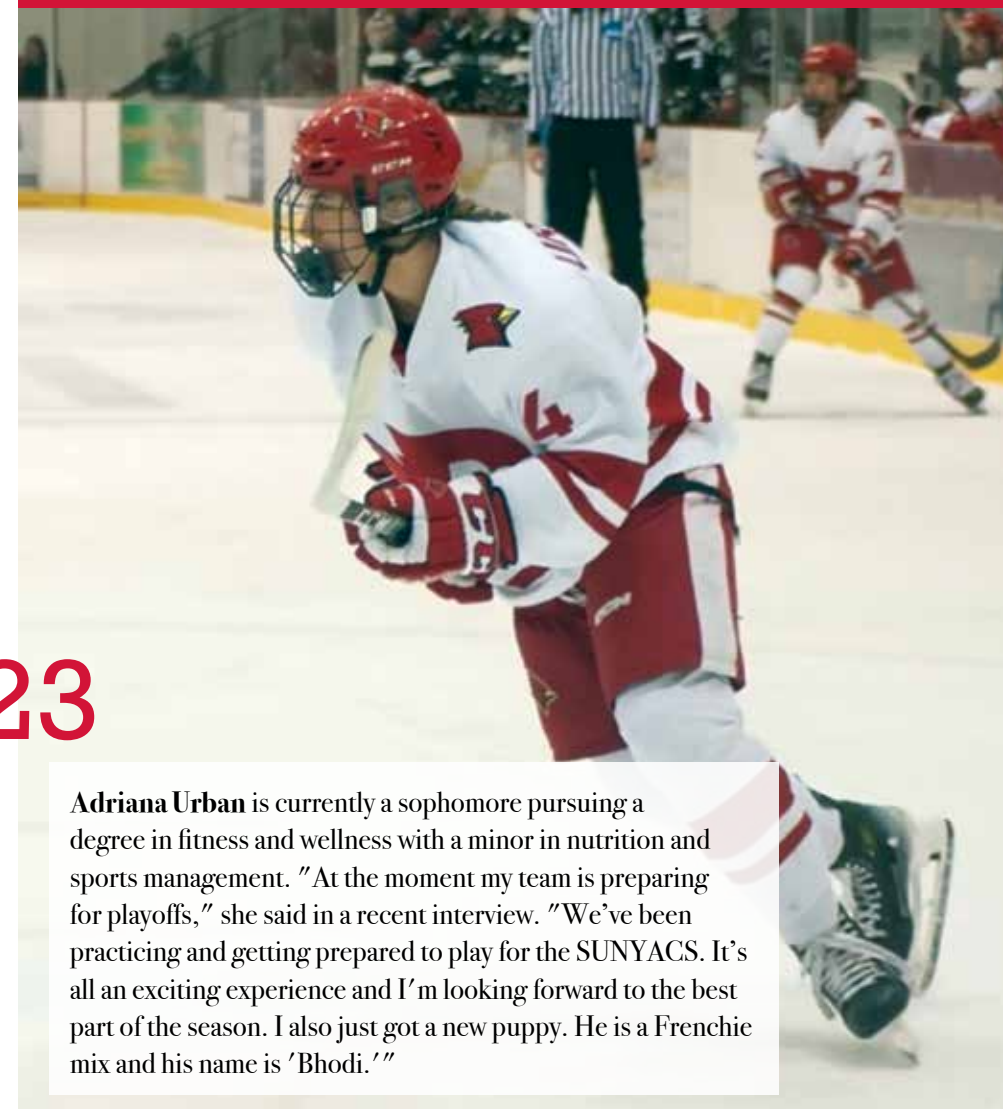 4
23
Adriana Urban is currently a sophomore pursuing a
degree in fitness and wellness with a minor in nutrition and
sports management. "At the moment my team is preparing
for playoffs," she said in a recent interview. "We've been
practicing and getting prepared to play for the SUNYACS. It's
all an exciting experience and I'm looking forward to the best
part of the season. I also just got a new puppy. He is a Frenchie
mix and his name is 'Bhodi.'"